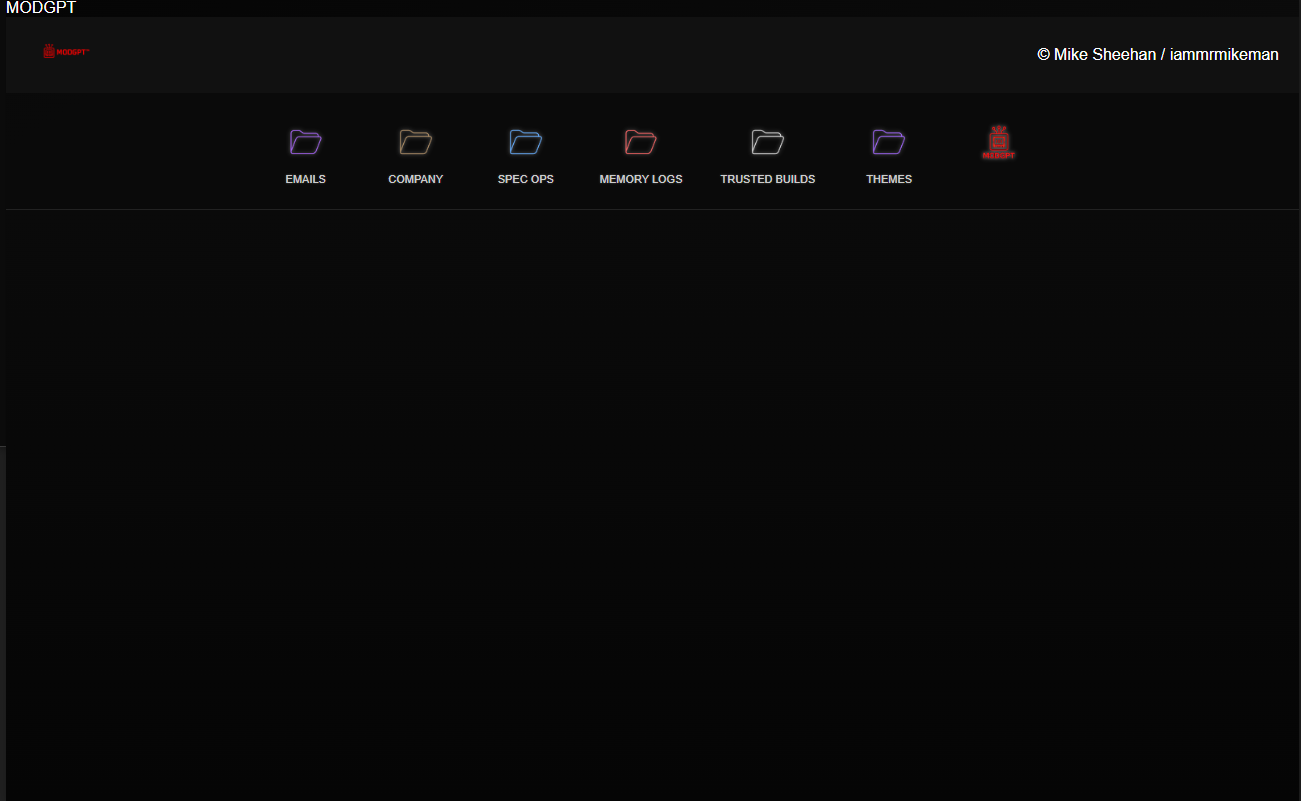 MODGPT
MODGPT™
© Mike Sheehan / iammrmikeman
EMAILS
COMPANY
SPEC OPS
MEMORY LOGS
TRUSTED BUILDS
THEMES
MODGPT